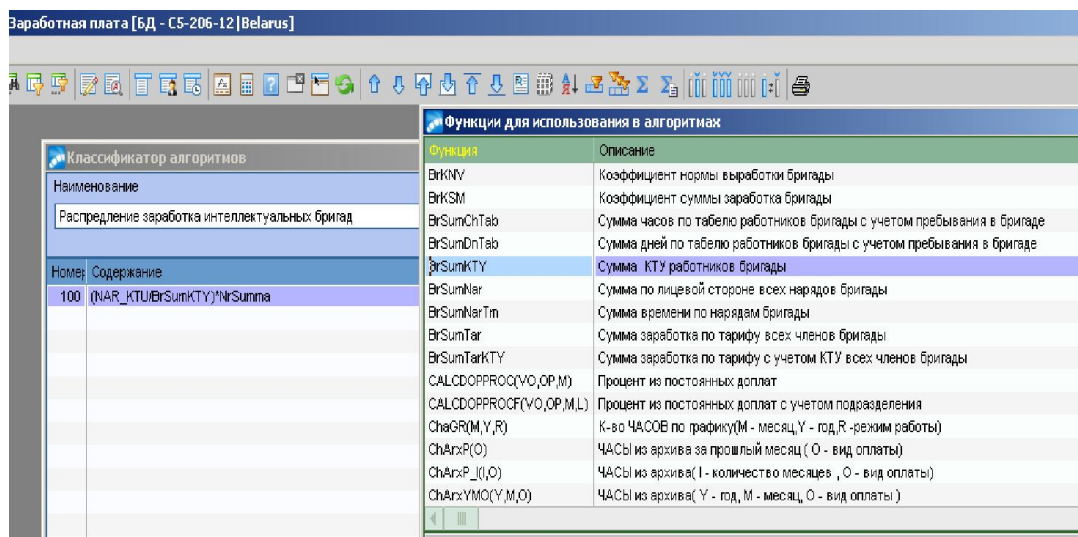 Заработная плата [БД - C5-206-12|Belarus]
Функции для использования в алгоритмах
Классификатор алгоритмов
Наименование
Распредление заработка интеллектуальных бригад
Номер Содержание
100 (NAR_KTU/BrSumKTY)*NrSumma
Функция Описание
BrKNV Коэффициент нормы выработки бригады
BrKSM Коэффициент суммы заработка бригады
BrSumChTab Сумма часов по табелю работников бригады с учетом пребывания в бригаде
BrSumDnTab Сумма дней по табелю работников бригады с учетом пребывания в бригаде
BrSumKTY Сумма КТУ работников бригады
BrSumNar Сумма по лицевой стороне всех нарядов бригады
BrSumNarTm Сумма времени по нарядам бригады
BrSumTar Сумма заработка по тарифу всех членов бригады
BrSumTarKTY Сумма заработка по тарифу с учетом КТУ всех членов бригады
CALCDOPPROC(VO,OP,M) Процент из постоянных доплат
CALCDOPPROCF(VO,OP,M,L) Процент из постоянных доплат с учетом подразделения
ChaGR(M,Y,R) К-во ЧАСОВ по графику(M - месяц,Y - год,R -режим работы)
ChArxP(O) ЧАСЫ из архива за прошлый месяц ( O - вид оплаты)
ChArxP_I(I,O) ЧАСЫ из архива( I - количество месяцев , O - вид оплаты)
ChArxYMO(Y,M,O) ЧАСЫ из архива( Y - год, M - месяц, O - вид оплаты )